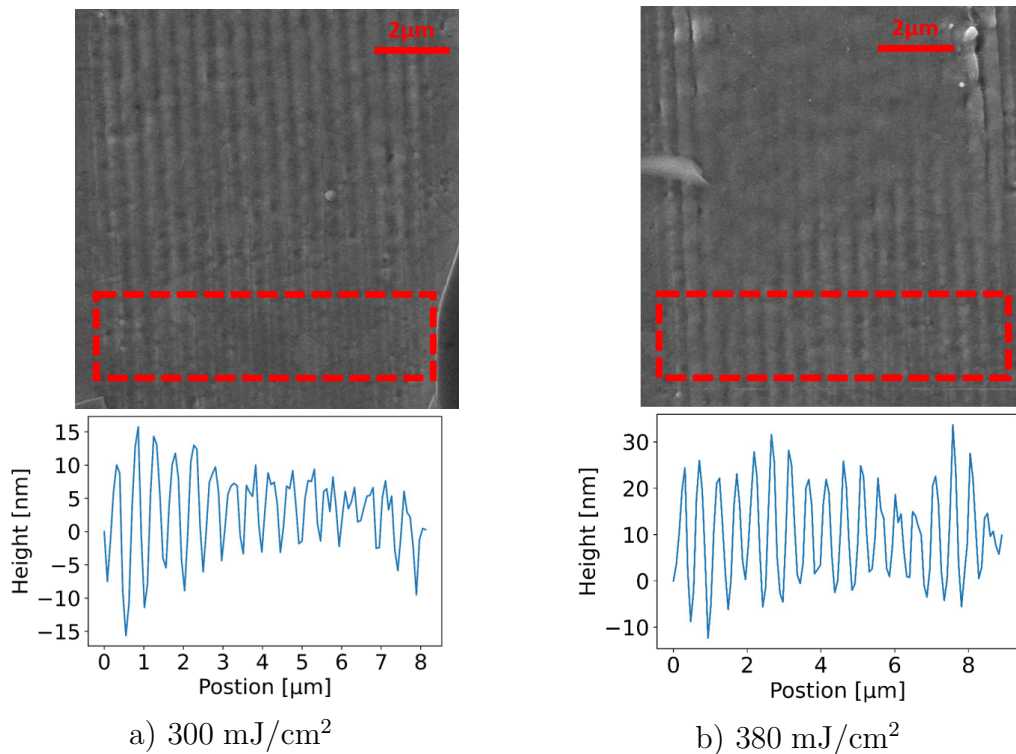 2μm
2μm
15
10
5
0
−5
−10
−15
Height [nm]
0 1 2 3 4 5 6 7 8
Postion [μm]
30
20
10
0
−10
Height [nm]
0 2 4 6 8
Postion [μm]
a) 300 mJ/cm²
b) 380 mJ/cm²